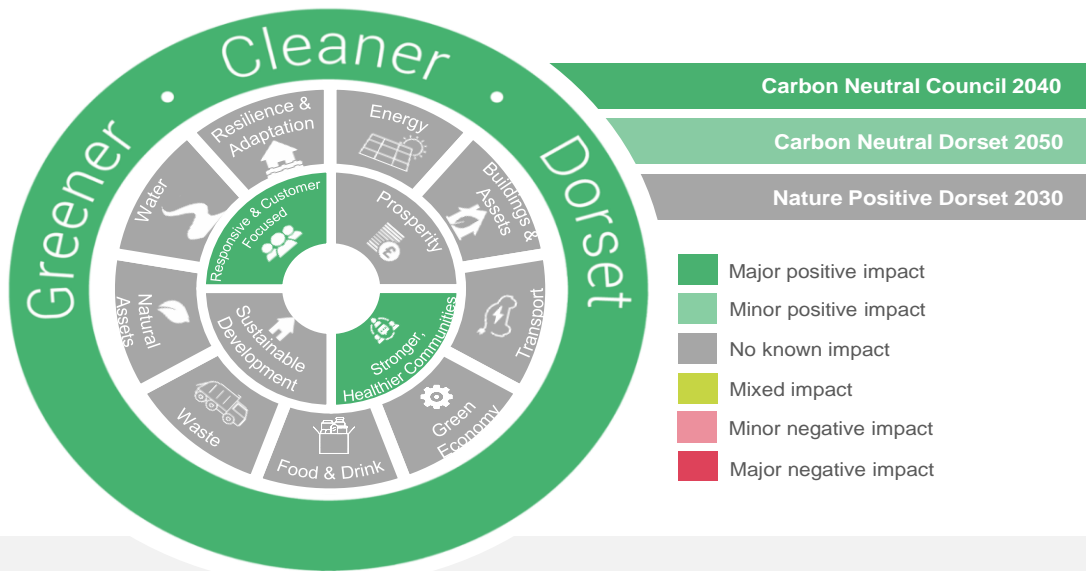 Greener · Cleaner · Dorset
Resilience &
Adaptation
Energy
Buildings &
Assets
Transport
Green
Economy
Food & Drink
Waste
Natural
Assets
Water
Responsive & Customer
Focused
Prosperity
Stronger,
Healthier Communities
Sustainable
Development
Carbon Neutral Council 2040
Carbon Neutral Dorset 2050
Nature Positive Dorset 2030
Major positive impact
Minor positive impact
No known impact
Mixed impact
Minor negative impact
Major negative impact